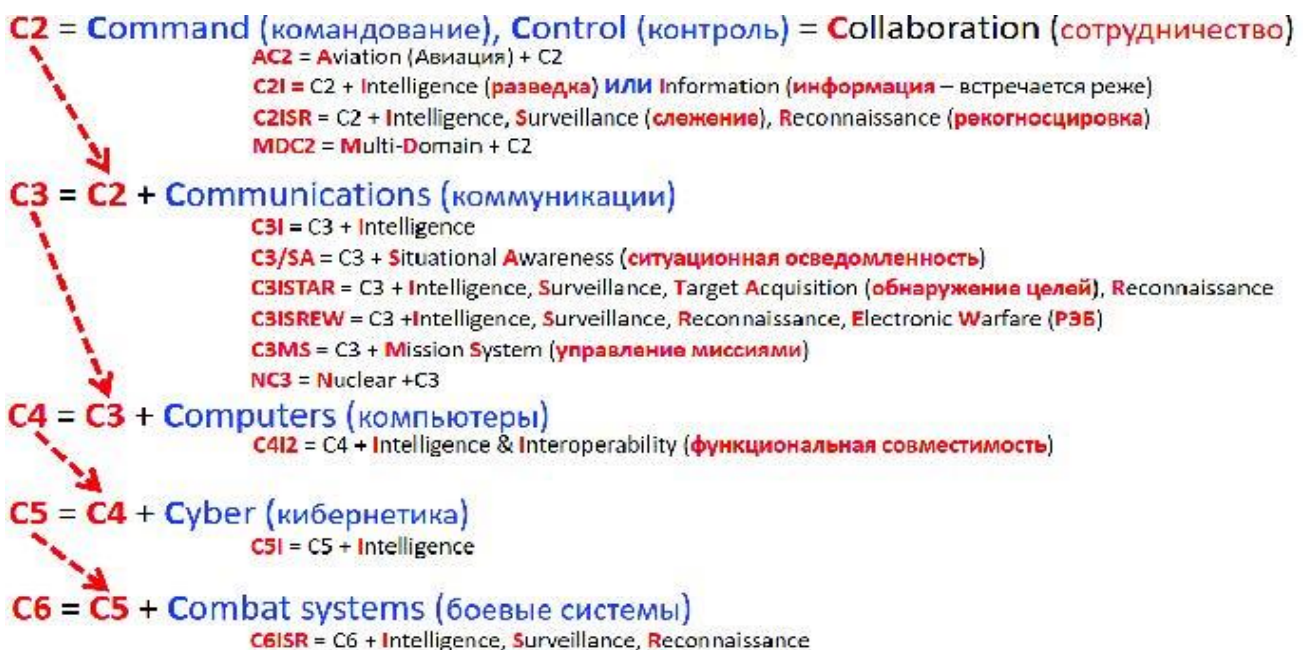 C2 = Command (командование), Control (контроль) = Collaboration (сотрудничество)
AC2 = Aviation (Авиация) + C2
C2I = C2 + Intelligence (разведка) ИЛИ Information (информация – встречается реже)
C2ISR = C2 + Intelligence, Surveillance (слежение), Reconnaissance (рекогносцировка)
MDC2 = Multi-Domain + C2
C3 = C2 + Communications (коммуникации)
C3I = C3 + Intelligence
C3/SA = C3 + Situational Awareness (ситуационная осведомленность)
C3ISTAR = C3 + Intelligence, Surveillance, Target Acquisition (обнаружение целей), Reconnaissance
C3ISREW = C3 +Intelligence, Surveillance, Reconnaissance, Electronic Warfare (РЭБ)
C3MS = C3 + Mission System (управление миссиями)
NC3 = Nuclear +C3
C4 = C3 + Computers (компьютеры)
C4I2 = C4 + Intelligence & Interoperability (функциональная совместимость)
C5 = C4 + Cyber (кибернетика)
C5I = C5 + Intelligence
C6 = C5 + Combat systems (боевые системы)
C6ISR = C6 + Intelligence, Surveillance, Reconnaissance